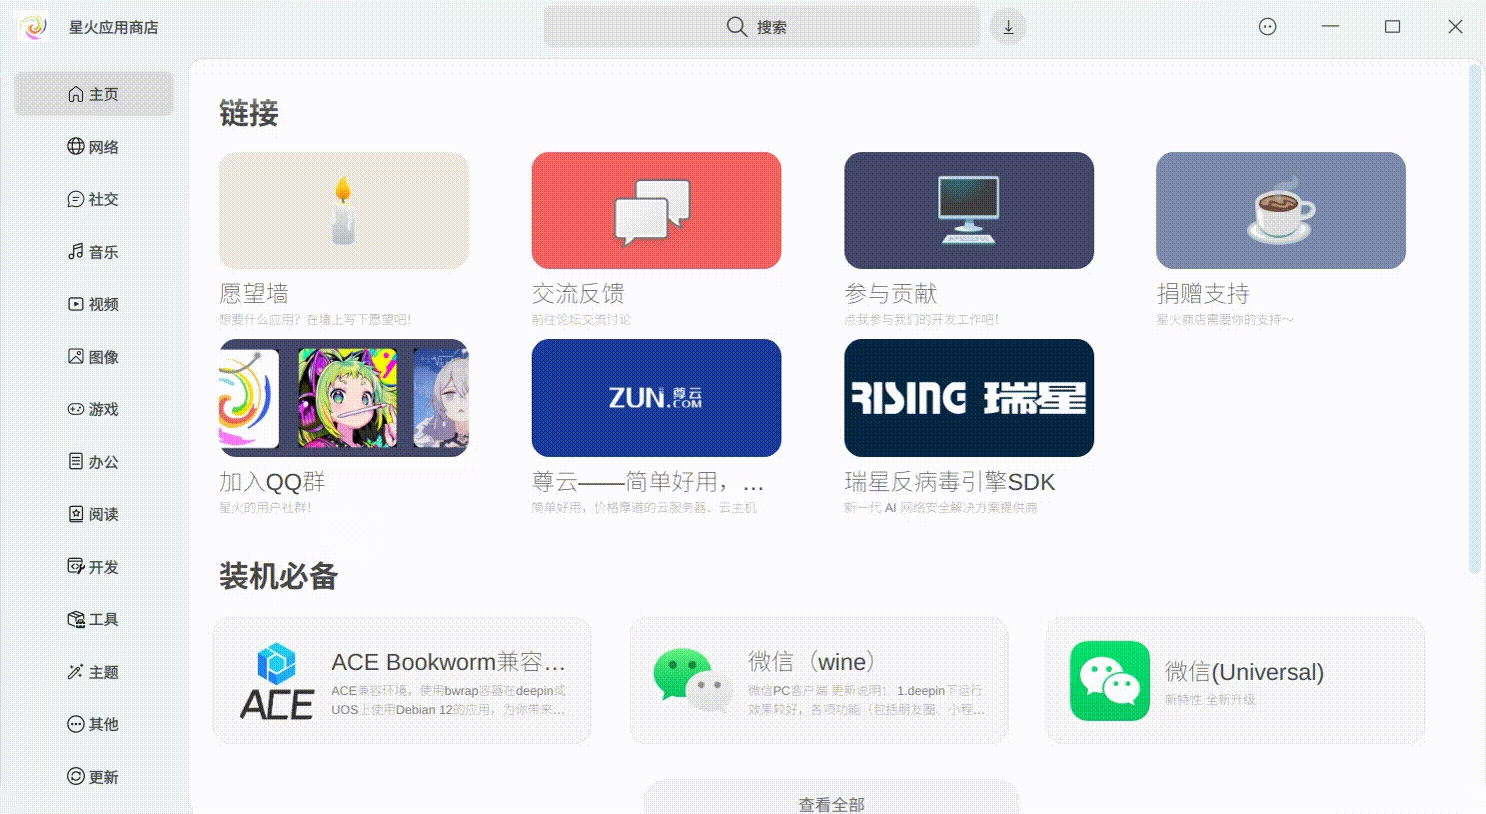 星火应用商店
搜索
主页
网络
社交
音乐
视频
图像
游戏
办公
阅读
开发
工具
主题
其他
更新
链接
愿望墙
想要什么应用？在墙上写下愿望吧！
交流反馈
前往论坛交流讨论
参与贡献
点我参与我们的开发工作吧！
捐赠支持
星火商店需要你的支持～
加入QQ群
星火的用户社群！
ZUN.COM 尊云
尊云——简单好用，…
简单好用，价格厚道的云服务器、云主机
RISING 瑞星
瑞星反病毒引擎SDK
新一代 AI 网络安全解决方案提供商
装机必备
ACE
ACE Bookworm兼容…
ACE兼容环境，使用bwrap容器在deepin或
UOS上使用Debian 12的应用，为你带来…
微信（wine）
微信PC客户端 更新说明： 1.deepin下运行
效果较好，各项功能（包括朋友圈、小程…
微信(Universal)
新特性 全新升级
查看全部